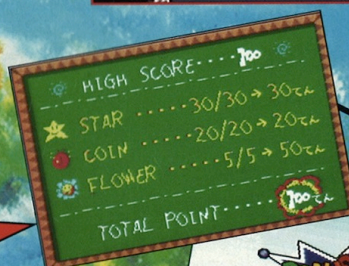 HIGH SCORE····100
STAR ······30/30→30てん
COIN ······20/20→20てん
FLOWER ······5/5→50てん
TOTAL POINT·····100てん